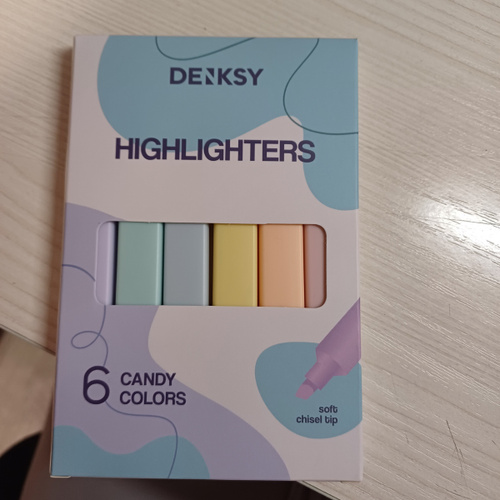 DENKSY
HIGHLIGHTERS
6 CANDY
COLORS
soft
chisel tip